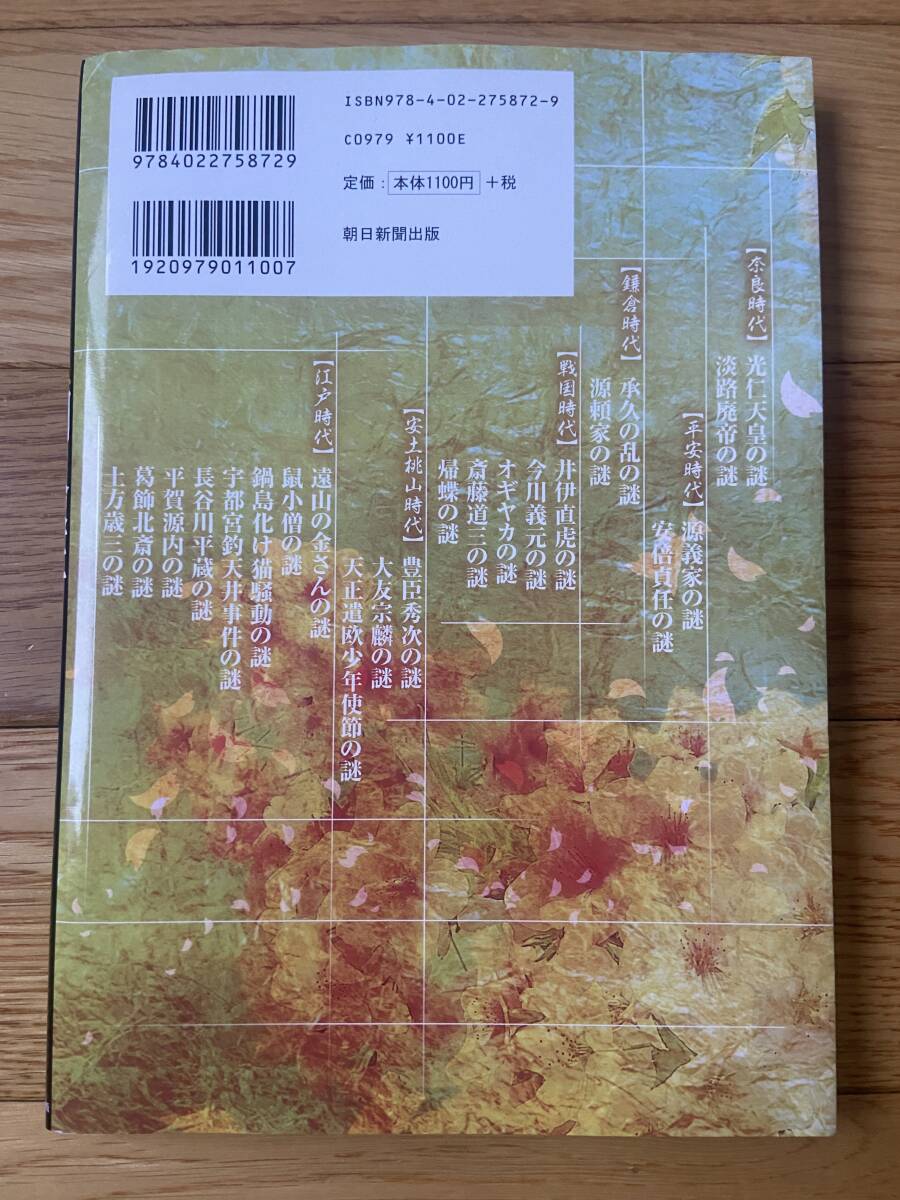 ISBN978-4-02-275872-9
C0979 ¥1100E
9784022758729
定価：本体1100円＋税
1920979011007
朝日新聞出版
【奈良時代】
光仁天皇の謎
淡路廃帝の謎
【平安時代】
源義家の謎
安倍貞任の謎
【鎌倉時代】
承久の乱の謎
源頼家の謎
【戦国時代】
井伊直虎の謎
今川義元の謎
オギヤカの謎
斎藤道三の謎
帰蝶の謎
【安土桃山時代】
豊臣秀次の謎
大友宗麟の謎
天正遣欧少年使節の謎
【江戸時代】
遠山の金さんの謎
鼠小僧の謎
鍋島化け猫騒動の謎
宇都宮釣天井事件の謎
長谷川平蔵の謎
平賀源内の謎
葛飾北斎の謎
土方歳三の謎